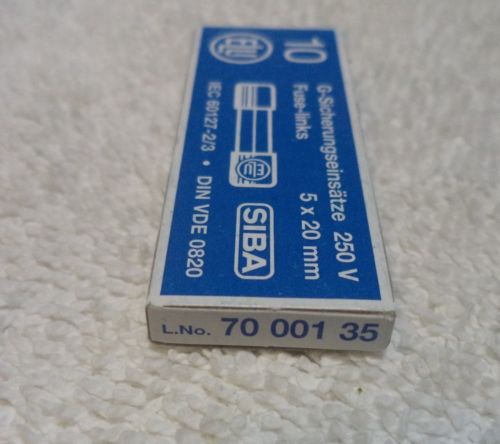 10 G-Sicherungseinsätze 250 V
Fuse-links 5 x 20 mm
SIBA
IEC 60127-2/3 • DIN VDE 0820
L.No. 70 001 35